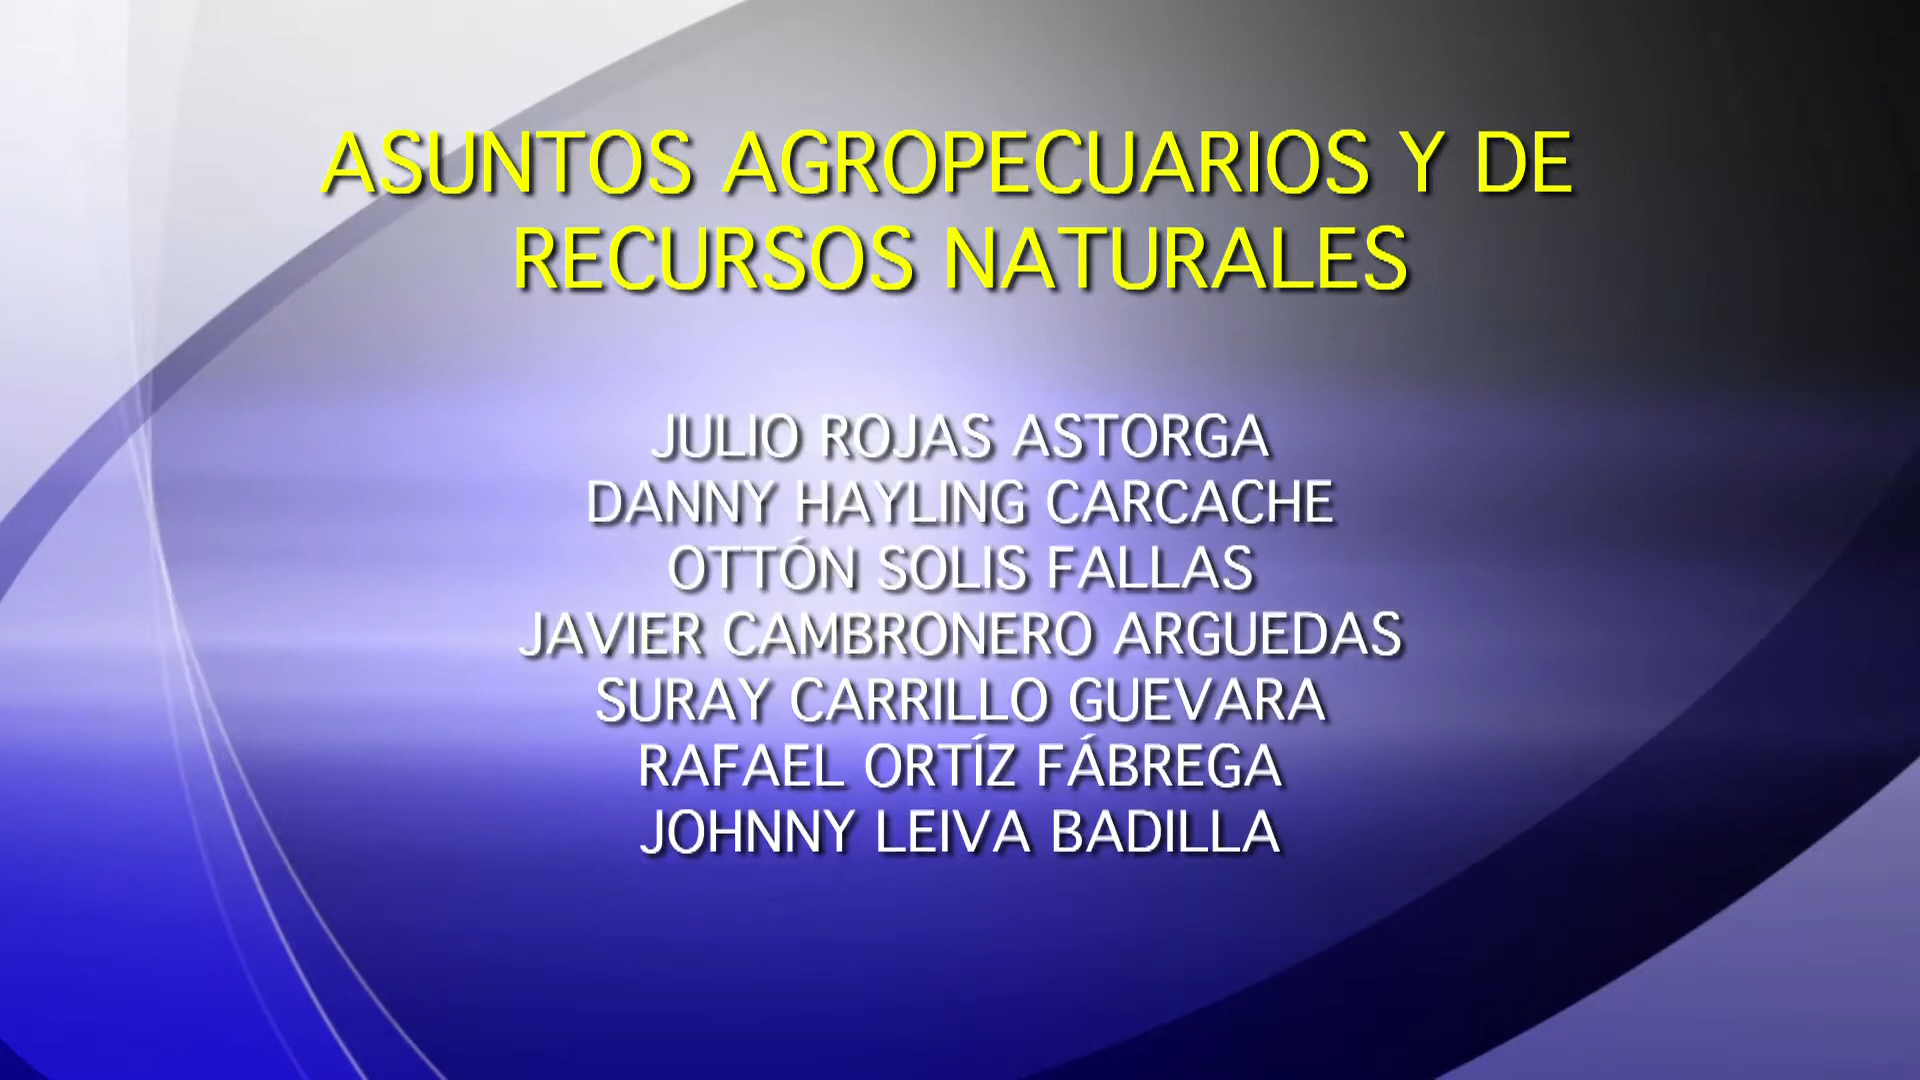 ASUNTOS AGROPECUARIOS Y DE
RECURSOS NATURALES
JULIO ROJAS ASTORGA
DANNY HAYLING CARCACHE
OTTÓN SOLIS FALLAS
JAVIER CAMBRONERO ARGUEDAS
SURAY CARRILLO GUEVARA
RAFAEL ORTÍZ FÁBREGA
JOHNNY LEIVA BADILLA